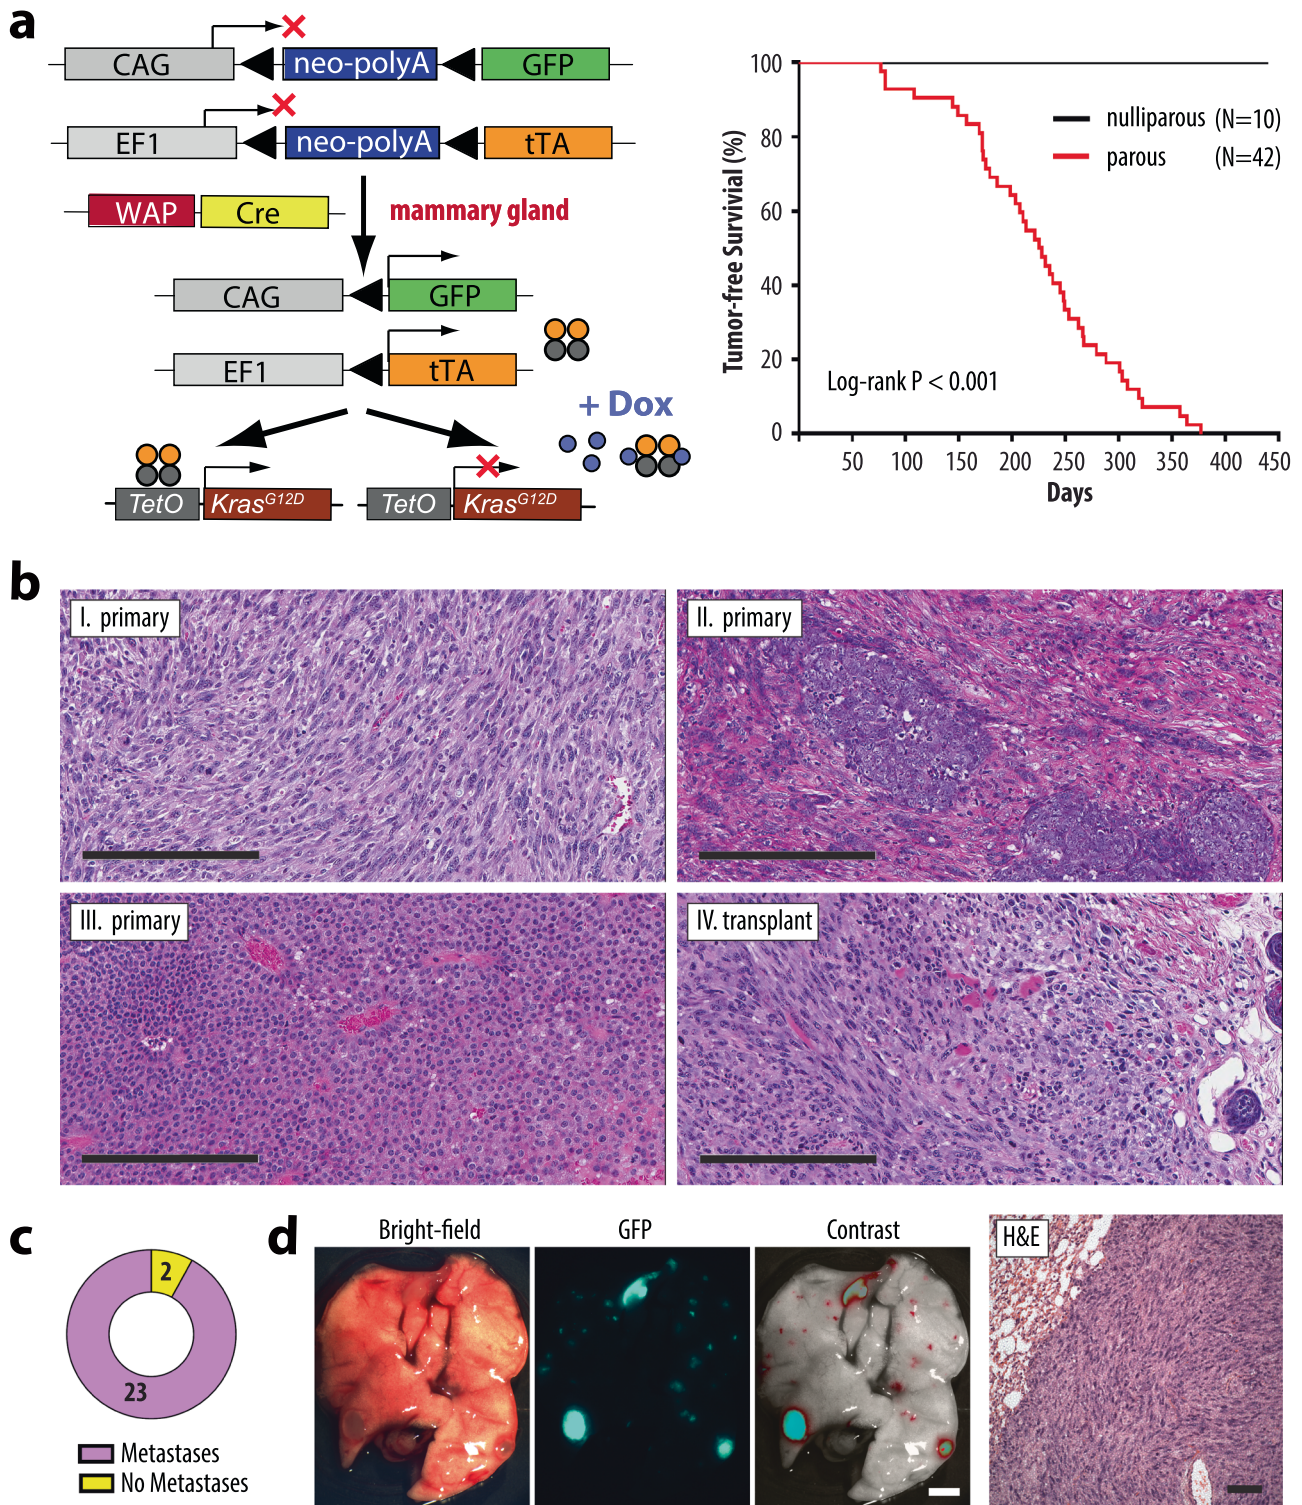 a
CAG neo-polyA GFP
EF1 neo-polyA tTA
WAP Cre mammary gland
CAG GFP
EF1 tTA
+ Dox
TetO KrasG12D TetO KrasG12D
Tumor-free Survivial (%)
100
80
60
40
20
0
nulliparous (N=10)
parous (N=42)
Log-rank P < 0.001
50 100 150 200 250 300 350 400 450
Days
b
I. primary
II. primary
III. primary
IV. transplant
c
2
23
Metastases
No Metastases
d
Bright-field GFP Contrast
H&E